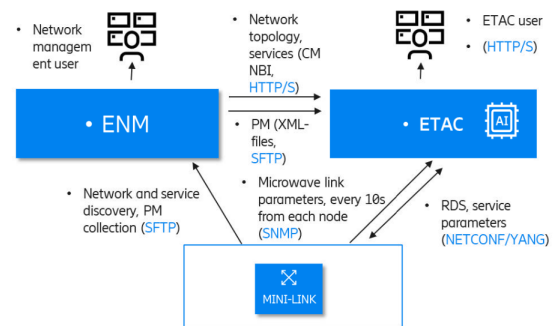 • Network
managem
ent user
• Network
topology,
services (CM
NBI,
HTTP/S)
• ETAC user
• (HTTP/S)
• ENM
• PM (XML-
files,
SFTP)
• ETAC
AI
• Network and service
discovery, PM
collection (SFTP)
• Microwave link
parameters, every 10s
from each node
(SNMP)
• RDS, service
parameters
(NETCONF/YANG)
MINI-LINK